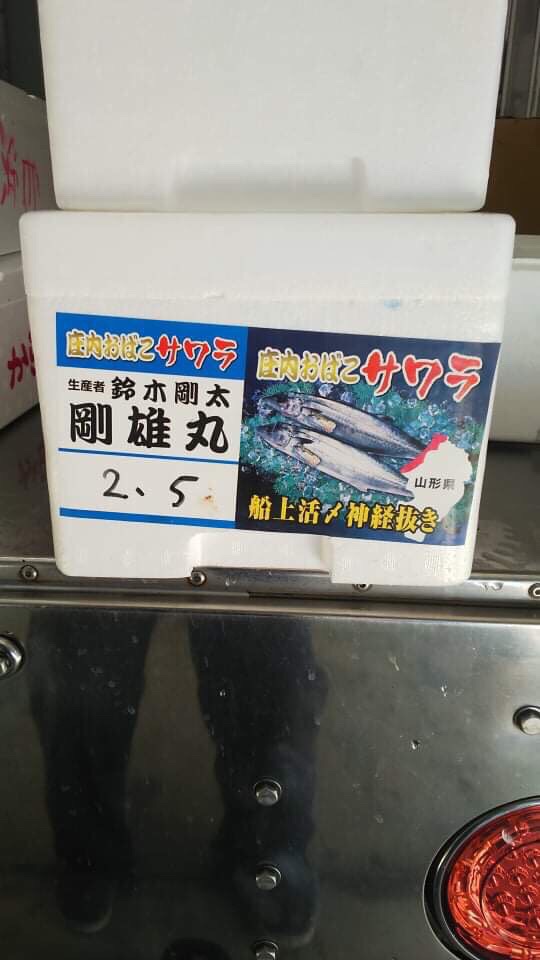 庄内おばこサワラ
生産者 鈴木剛太
剛雄丸
2、5
庄内おばこサワラ
山形県
船上活〆神経抜き